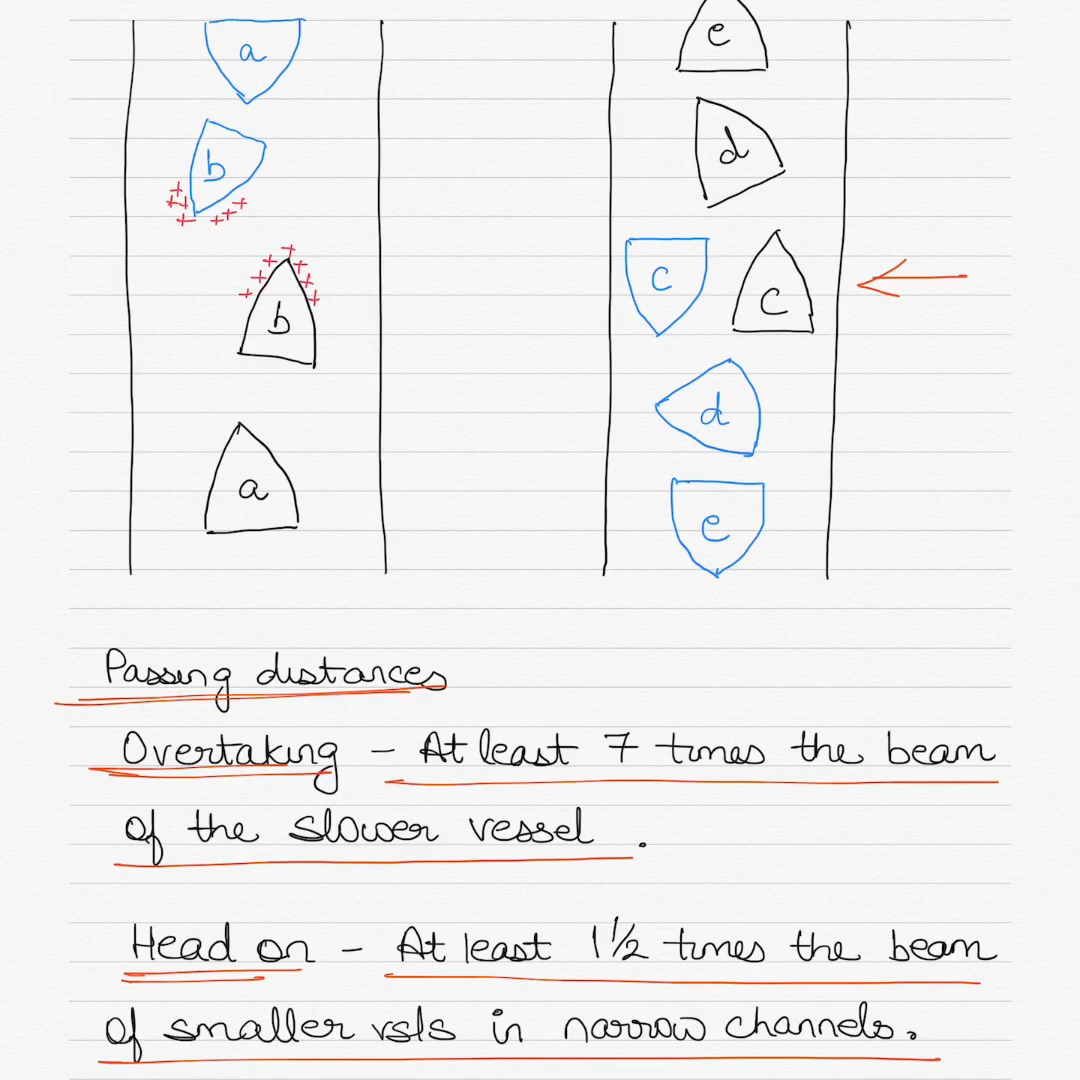 a
b
b
a
e
d
c c
d
e
Passing distances
Overtaking - At least 7 times the beam
of the slower vessel .
Head on - At least 1½ times the beam
of smaller vsls in narrow channels.